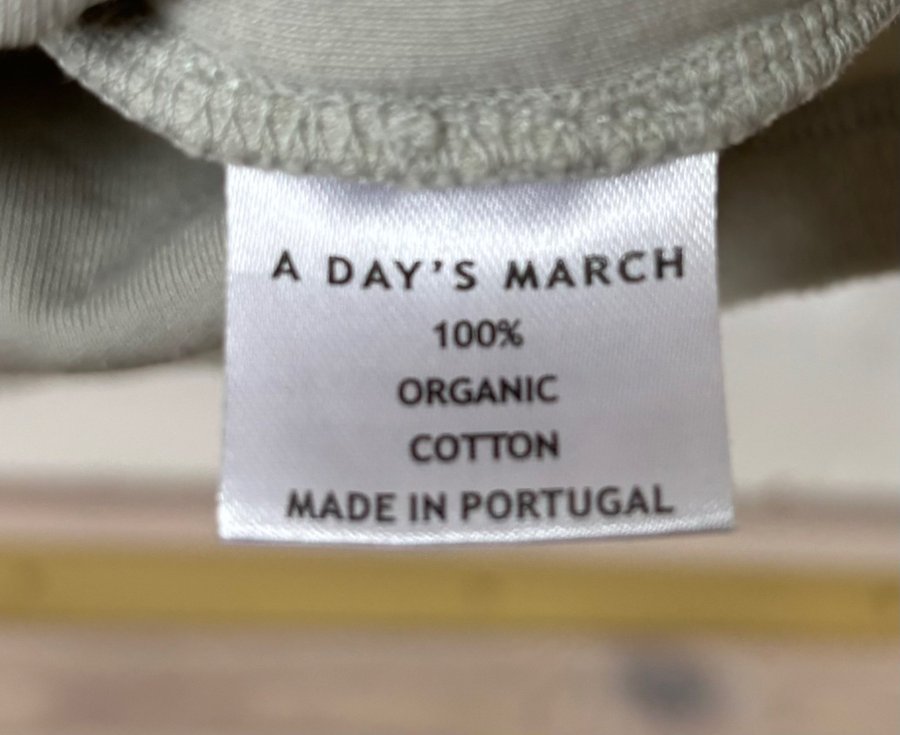 A DAY'S MARCH
100%
ORGANIC
COTTON
MADE IN PORTUGAL